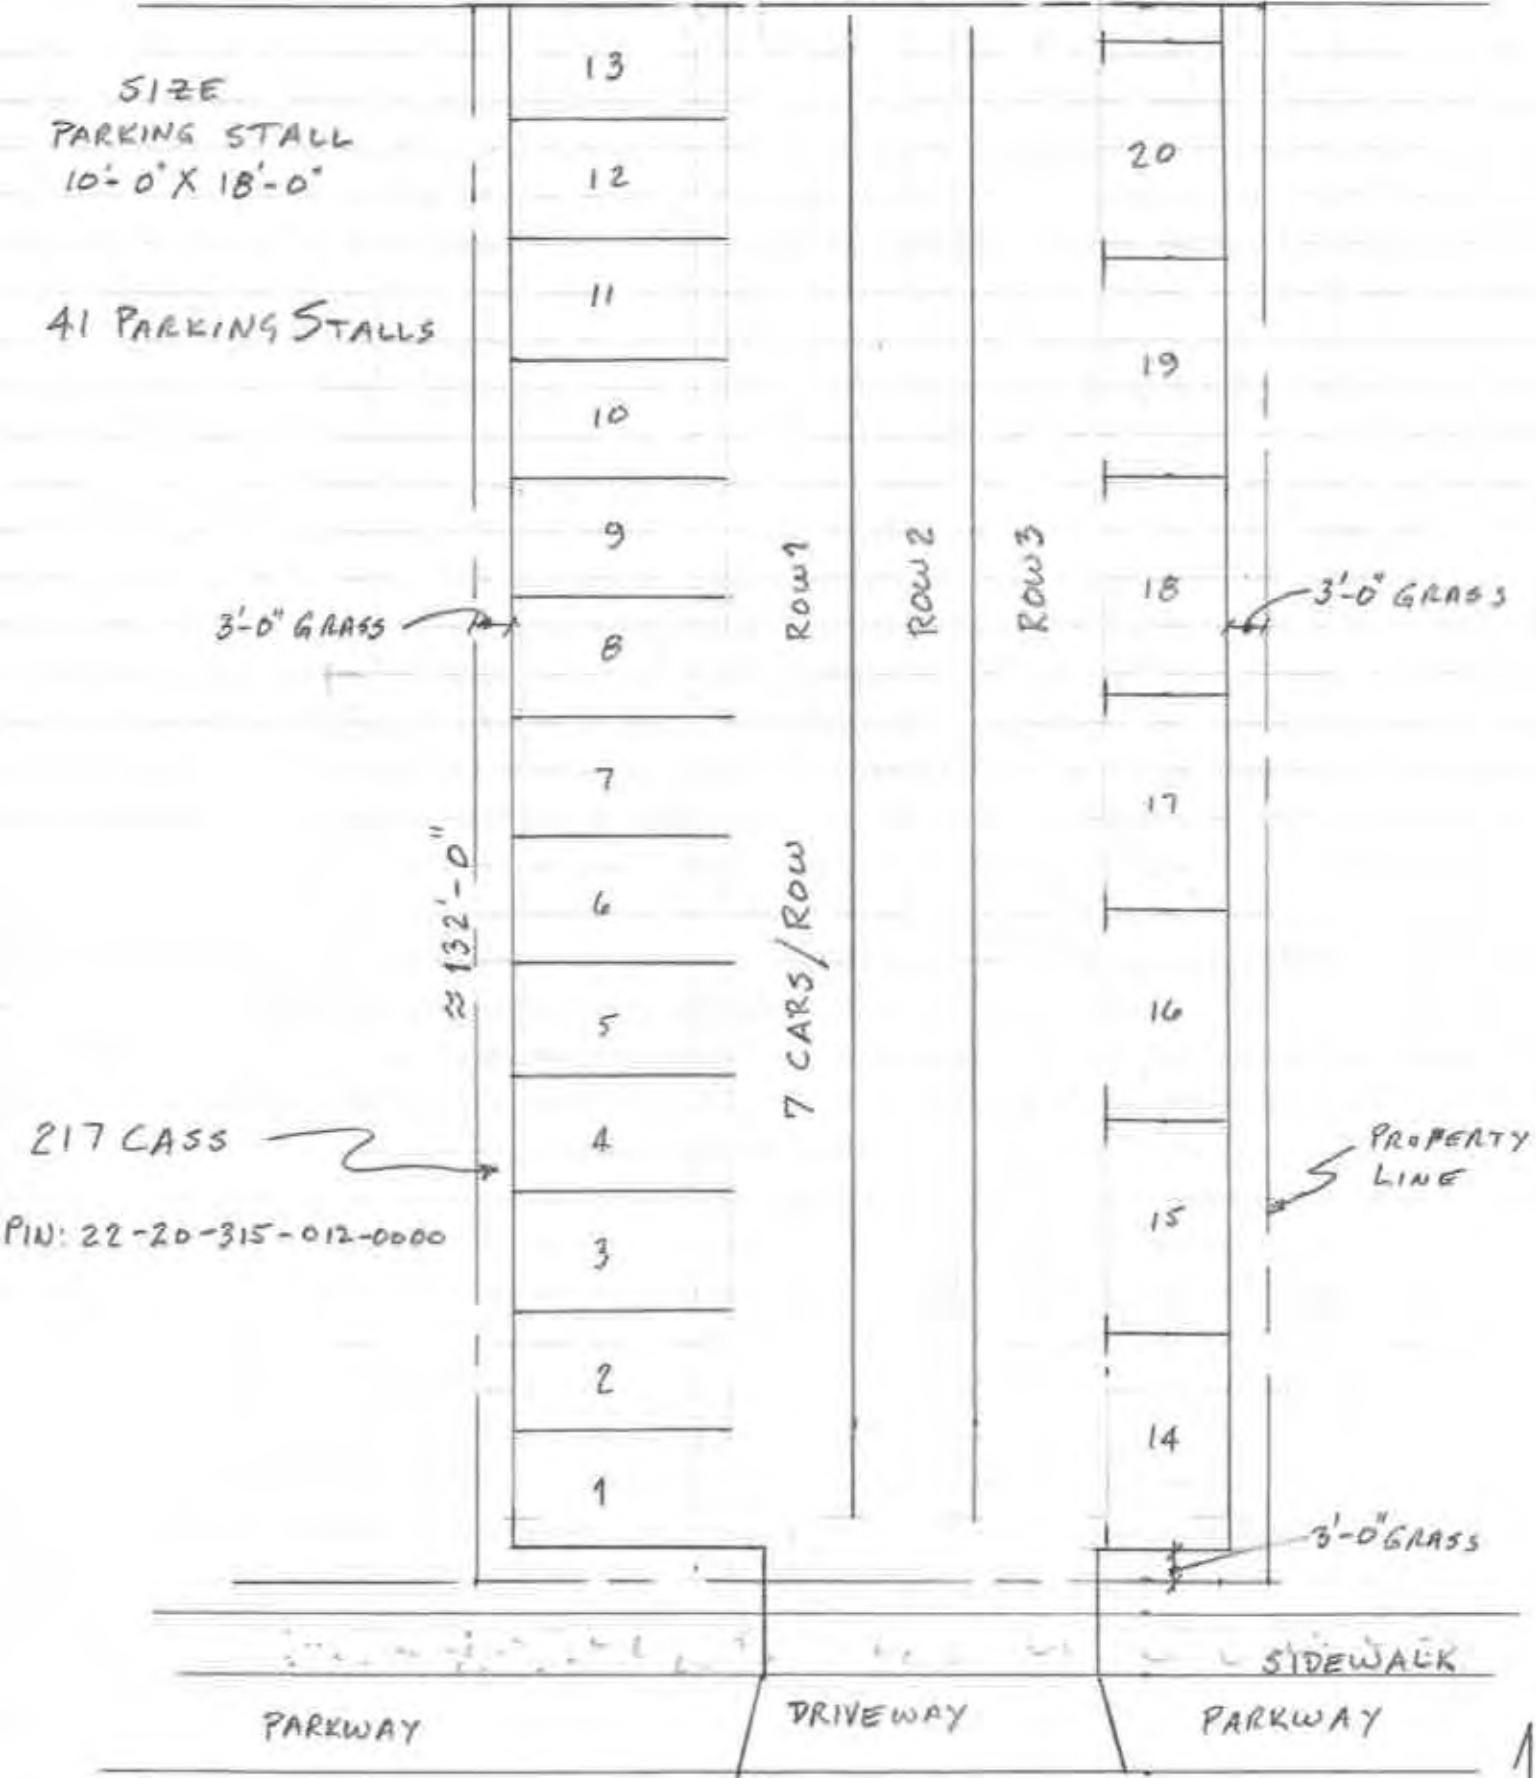 SIZE
PARKING STALL
10'-0" X 18'-0"
41 PARKING STALLS
13
12
11
10
9
8
7
6
5
4
3
2
1
20
19
18
17
16
15
14
ROW 1
ROW 2
ROW 3
7 CARS/ROW
3'-0" GRASS
3'-0" GRASS
≈ 132'-0"
217 CASS
PIN: 22-20-315-012-0000
PROPERTY
LINE
3'-0" GRASS
SIDEWALK
PARKWAY
DRIVEWAY
PARKWAY